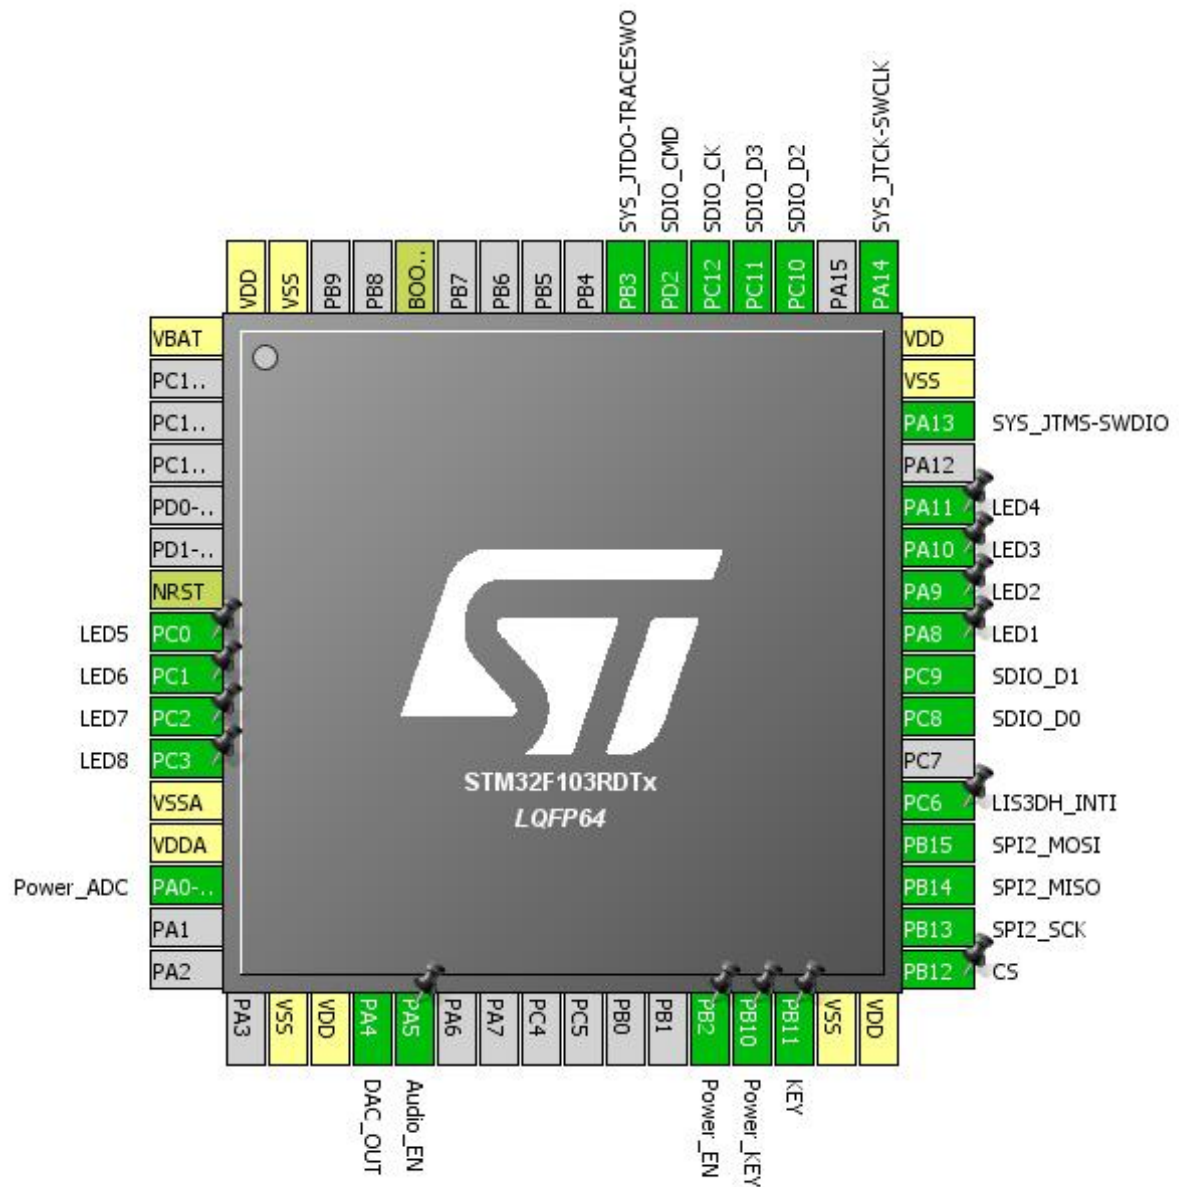 SYS_JTDO-TRACESWO
SDIO_CMD
SDIO_CK
SDIO_D3
SDIO_D2
SYS_JTCK-SWCLK
VDD
VSS
PB9
PB8
BOO..
PB7
PB6
PB5
PB4
PB3
PD2
PC12
PC11
PC10
PA15
PA14
VBAT
PC1..
PC1..
PC1..
PD0-..
PD1-..
NRST
LED5 PC0
LED6 PC1
LED7 PC2
LED8 PC3
VSSA
VDDA
Power_ADC PA0-..
PA1
PA2
VDD
VSS
PA13 SYS_JTMS-SWDIO
PA12
PA11 LED4
PA10 LED3
PA9 LED2
PA8 LED1
PC9 SDIO_D1
PC8 SDIO_D0
PC7
PC6 LIS3DH_INTI
PB15 SPI2_MOSI
PB14 SPI2_MISO
PB13 SPI2_SCK
PB12 CS
ST
STM32F103RDTx
LQFP64
PA3
VSS
VDD
PA4
PA5
PA6
PA7
PC4
PC5
PB0
PB1
PB2
PB10
PB11
VSS
VDD
DAC_OUT
Audio_EN
Power_EN
Power_KEY
KEY